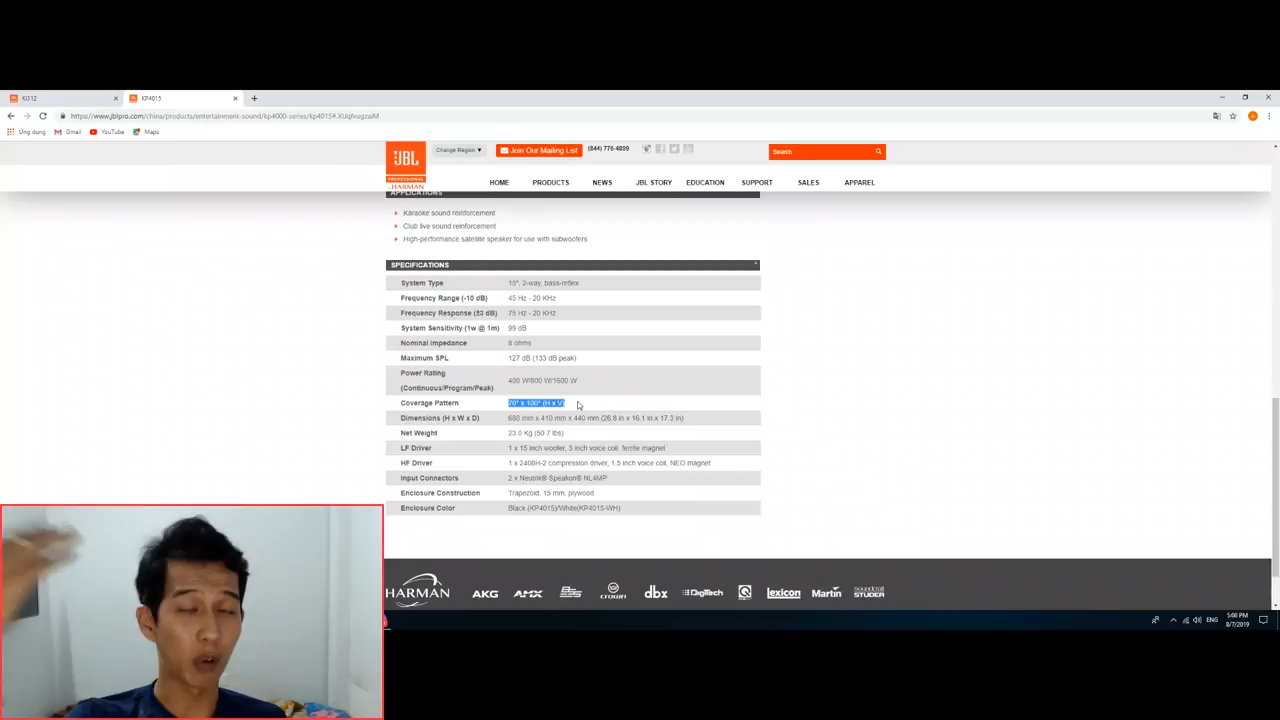 Ki312
KP4015
https://www.jblpro.com/china/products/entertainment-sound/kp4000-series/kp4015#.XUqfvugzaiM
Ứng dụng
Gmail
YouTube
Maps
JBL
PROFESSIONAL
BY HARMAN
Change Region ▼
Join Our Mailing List
(844) 776-4899
Search
HOME
PRODUCTS
NEWS
JBL STORY
EDUCATION
SUPPORT
SALES
APPAREL
APPLICATIONS
Karaoke sound reinforcement
Club live sound reinforcement
High-performance satellite speaker for use with subwoofers
SPECIFICATIONS
System Type 15", 2-way, bass-reflex
Frequency Range (-10 dB) 45 Hz - 20 KHz
Frequency Response (±3 dB) 75 Hz - 20 KHz
System Sensitivity (1w @ 1m) 99 dB
Nominal Impedance 8 ohms
Maximum SPL 127 dB (133 dB peak)
Power Rating
(Continuous/Program/Peak) 400 W/800 W/1600 W
Coverage Pattern 70° x 100° (H x V)
Dimensions (H x W x D) 680 mm x 410 mm x 440 mm (26.8 in x 16.1 in x 17.3 in)
Net Weight 23.0 Kg (50.7 lbs)
LF Driver 1 x 15 inch woofer, 3 inch voice coil. ferrite magnet
HF Driver 1 x 2408H-2 compression driver, 1.5 inch voice coil, NEO magnet
Input Connectors 2 x Neutrik® Speakon® NL4MP
Enclosure Construction Trapezoid, 15 mm, plywood
Enclosure Color Black (KP4015)/White(KP4015-WH)
HARMAN
AKG
AMX
BSS
crown
dbx
DigiTech
lexicon
Martin
Soundcraft
STUDER
ENG
5:08 PM
8/7/2019